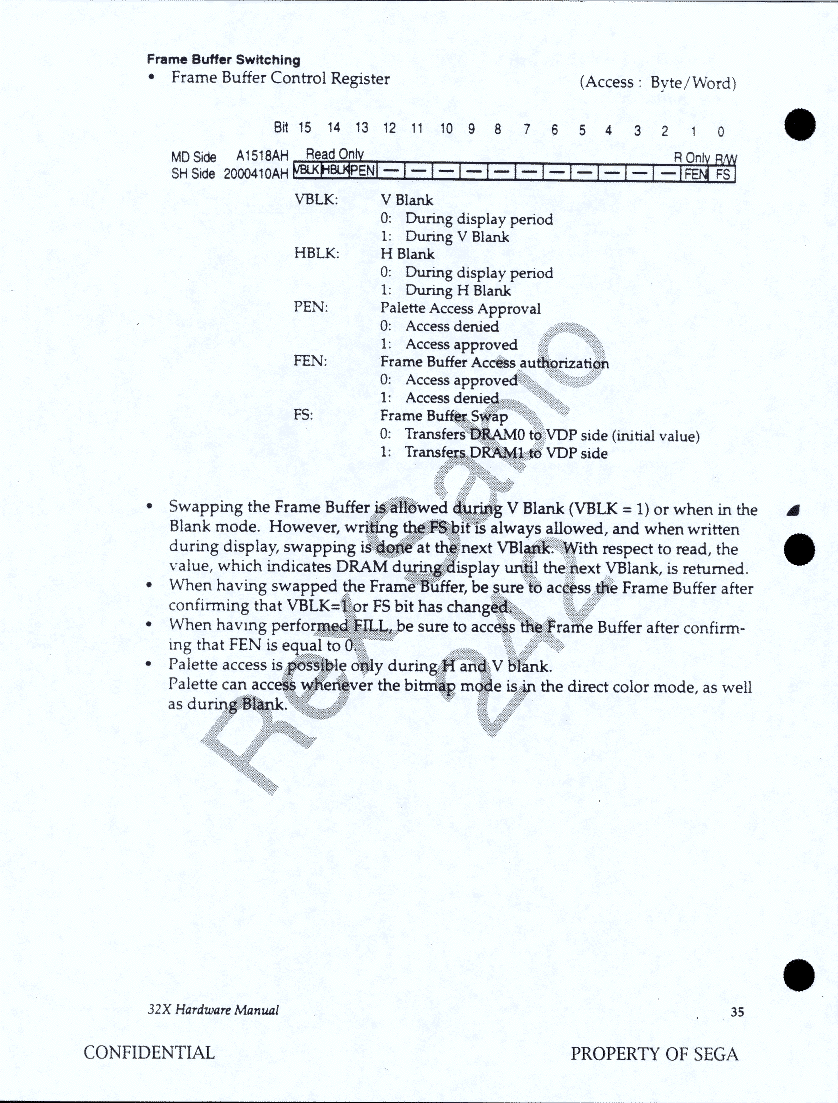 Frame Buffer Switching
• Frame Buffer Control Register (Access : Byte/Word)
Bit 15 14 13 12 11 10 9 8 7 6 5 4 3 2 1 0
MD Side A1518AH Read Only R Only R/W
SH Side 2000410AH VBLK HBLK PEN — — — — — — — — — — — FEN FS
VBLK: V Blank
0: During display period
1: During V Blank
HBLK: H Blank
0: During display period
1: During H Blank
PEN: Palette Access Approval
0: Access denied
1: Access approved
FEN: Frame Buffer Access authorization
0: Access approved
1: Access denied
FS: Frame Buffer Swap
0: Transfers DRAM0 to VDP side (initial value)
1: Transfers DRAM1 to VDP side
• Swapping the Frame Buffer is allowed during V Blank (VBLK = 1) or when in the
Blank mode. However, writing the FS bit is always allowed, and when written
during display, swapping is done at the next VBlank. With respect to read, the
value, which indicates DRAM during display until the next VBlank, is returned.
• When having swapped the Frame Buffer, be sure to access the Frame Buffer after
confirming that VBLK=1 or FS bit has changed.
• When having performed FILL, be sure to access the Frame Buffer after confirm-
ing that FEN is equal to 0.
• Palette access is possible only during H and V blank.
Palette can access whenever the bitmap mode is in the direct color mode, as well
as during Blank.
Rex Sabio
242
32X Hardware Manual 35
CONFIDENTIAL PROPERTY OF SEGA